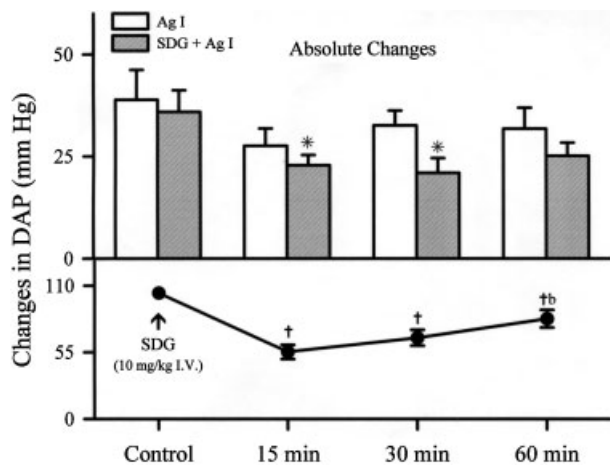 Ag I
SDG + Ag I
Absolute Changes
Changes in DAP (mm Hg)
50
25
0
*
*
110
55
0
SDG
(10 mg/kg I.V.)
†
†
†b
Control
15 min
30 min
60 min